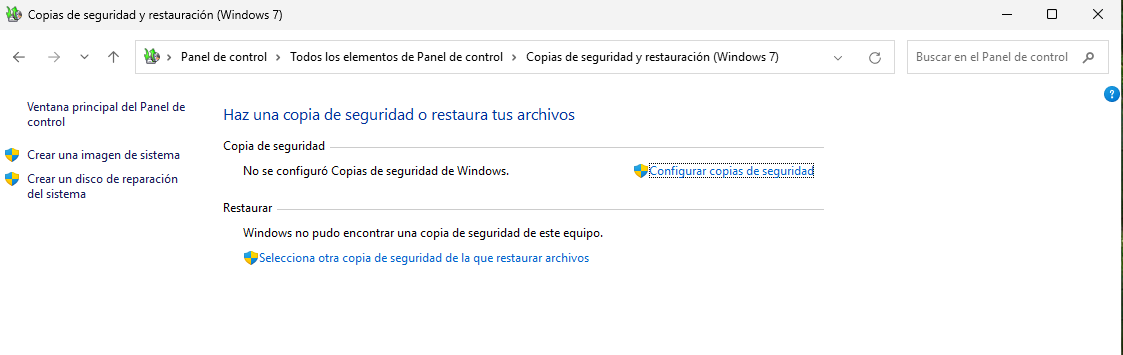 Copias de seguridad y restauración (Windows 7)
Panel de control > Todos los elementos de Panel de control > Copias de seguridad y restauración (Windows 7)
Buscar en el Panel de control
Ventana principal del Panel de
control
Crear una imagen de sistema
Crear un disco de reparación
del sistema
Haz una copia de seguridad o restaura tus archivos
Copia de seguridad
No se configuró Copias de seguridad de Windows.
Configurar copias de seguridad
Restaurar
Windows no pudo encontrar una copia de seguridad de este equipo.
Selecciona otra copia de seguridad de la que restaurar archivos
?